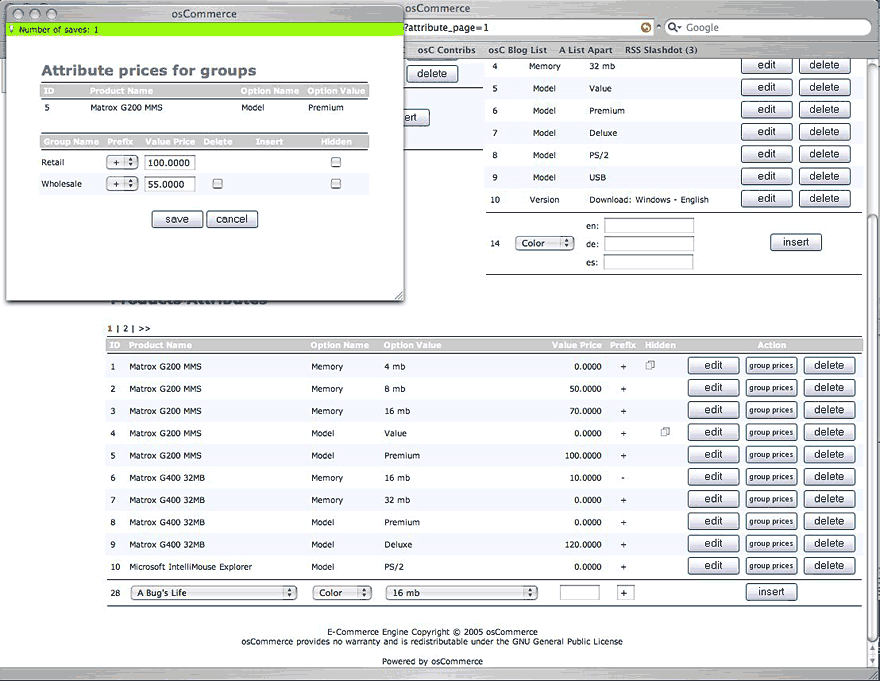 osCommerce
Number of saves: 1
Attribute prices for groups
ID Product Name Option Name Option Value
5 Matrox G200 MMS Model Premium
Group Name Prefix Value Price Delete Insert Hidden
Retail + 100.0000
Wholesale + 55.0000
save cancel
osCommerce
?attribute_page=1 Google
osC Contribs osC Blog List A List Apart RSS Slashdot (3)
delete
ert
4 Memory 32 mb edit delete
5 Model Value edit delete
6 Model Premium edit delete
7 Model Deluxe edit delete
8 Model PS/2 edit delete
9 Model USB edit delete
10 Version Download: Windows - English edit delete
en:
14 Color de: insert
es:
Products Attributes
1 | 2 | >>
ID Product Name Option Name Option Value Value Price Prefix Hidden Action
1 Matrox G200 MMS Memory 4 mb 0.0000 + edit group prices delete
2 Matrox G200 MMS Memory 8 mb 50.0000 + edit group prices delete
3 Matrox G200 MMS Memory 16 mb 70.0000 + edit group prices delete
4 Matrox G200 MMS Model Value 0.0000 + edit group prices delete
5 Matrox G200 MMS Model Premium 100.0000 + edit group prices delete
6 Matrox G400 32MB Memory 16 mb 10.0000 - edit group prices delete
7 Matrox G400 32MB Memory 32 mb 0.0000 + edit group prices delete
8 Matrox G400 32MB Model Premium 0.0000 + edit group prices delete
9 Matrox G400 32MB Model Deluxe 120.0000 + edit group prices delete
10 Microsoft IntelliMouse Explorer Model PS/2 0.0000 + edit group prices delete
28 A Bug's Life Color 16 mb + insert
E-Commerce Engine Copyright © 2005 osCommerce
osCommerce provides no warranty and is redistributable under the GNU General Public License
Powered by osCommerce